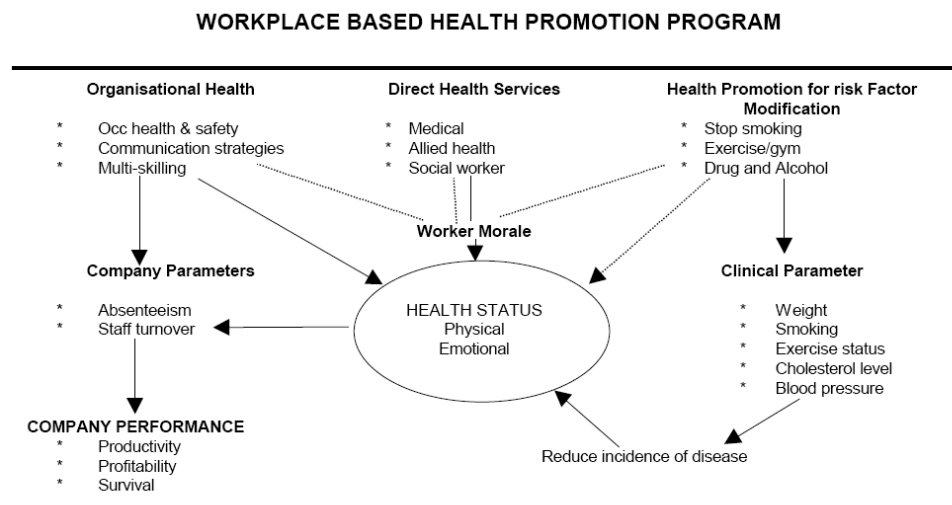 WORKPLACE BASED HEALTH PROMOTION PROGRAM
Organisational Health
* Occ health & safety
* Communication strategies
* Multi-skilling
Direct Health Services
* Medical
* Allied health
* Social worker
Health Promotion for risk Factor
Modification
* Stop smoking
* Exercise/gym
* Drug and Alcohol
Worker Morale
Company Parameters
* Absenteeism
* Staff turnover
HEALTH STATUS
Physical
Emotional
Clinical Parameter
* Weight
* Smoking
* Exercise status
* Cholesterol level
* Blood pressure
COMPANY PERFORMANCE
* Productivity
* Profitability
* Survival
Reduce incidence of disease